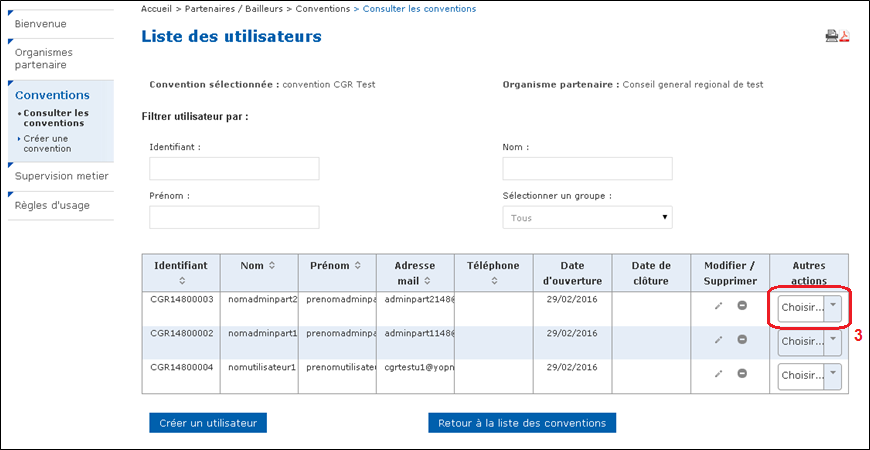 Accueil > Partenaires / Bailleurs > Conventions > Consulter les conventions
Bienvenue
Organismes
partenaire
Conventions
Consulter les
conventions
Créer une
convention
Supervision metier
Règles d'usage
Liste des utilisateurs
Convention sélectionnée : convention CGR Test
Organisme partenaire : Conseil general regional de test
Filtrer utilisateur par :
Identifiant :
Nom :
Prénom :
Sélectionner un groupe :
Tous
Identifiant Nom Prénom Adresse mail Téléphone Date d'ouverture Date de clôture Modifier / Supprimer Autres actions
CGR14800003 nomadminpart2 prenomadminpa adminpart2148@ 29/02/2016 Choisir...
3
CGR14800002 nomadminpart1 prenomadminpa adminpart1148@ 29/02/2016 Choisir...
CGR14800004 nomutilisateur1 prenomutilisateu cgrtestu1@yopn 29/02/2016 Choisir...
Créer un utilisateur
Retour à la liste des conventions